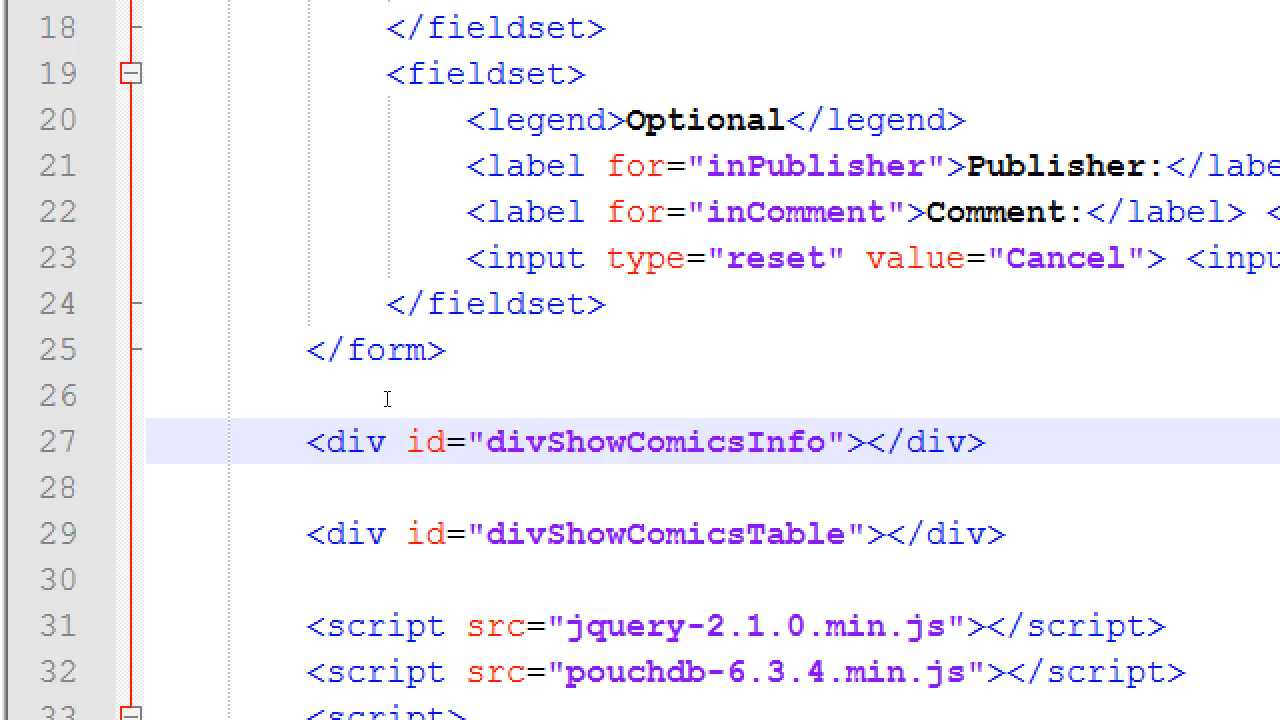 18 </fieldset>
19 <fieldset>
20 <legend>Optional</legend>
21 <label for="inPublisher">Publisher:</labe
22 <label for="inComment">Comment:</label> <
23 <input type="reset" value="Cancel"> <inpu
24 </fieldset>
25 </form>
26
27 <div id="divShowComicsInfo"></div>
28
29 <div id="divShowComicsTable"></div>
30
31 <script src="jquery-2.1.0.min.js"></script>
32 <script src="pouchdb-6.3.4.min.js"></script>
33 <script>